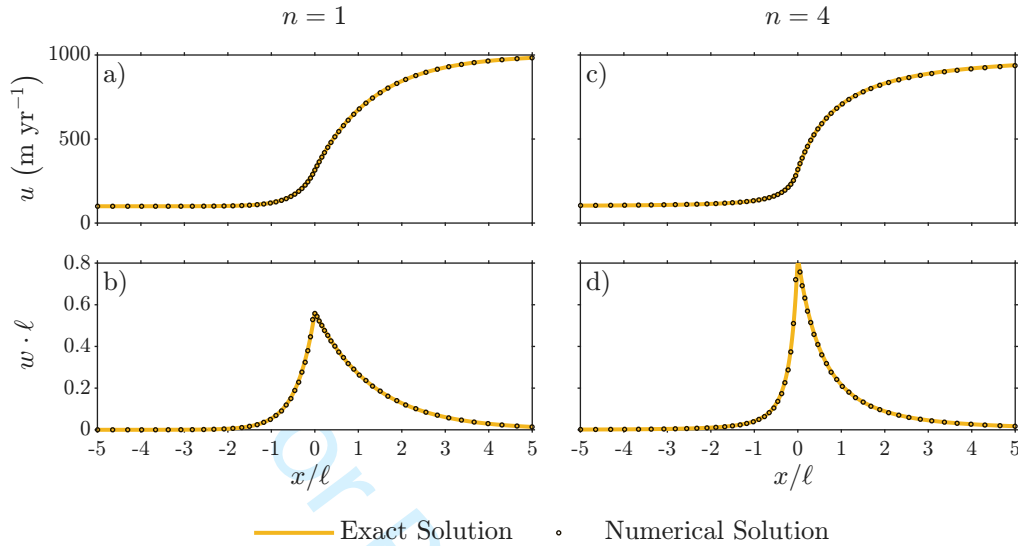 n = 1
n = 4
a)
c)
1000
500
0
u (m yr⁻¹)
b)
d)
0.8
0.6
0.4
0.2
0
w · ℓ
-5 -4 -3 -2 -1 0 1 2 3 4 5
-5 -4 -3 -2 -1 0 1 2 3 4 5
x/ℓ
x/ℓ
Exact Solution
Numerical Solution